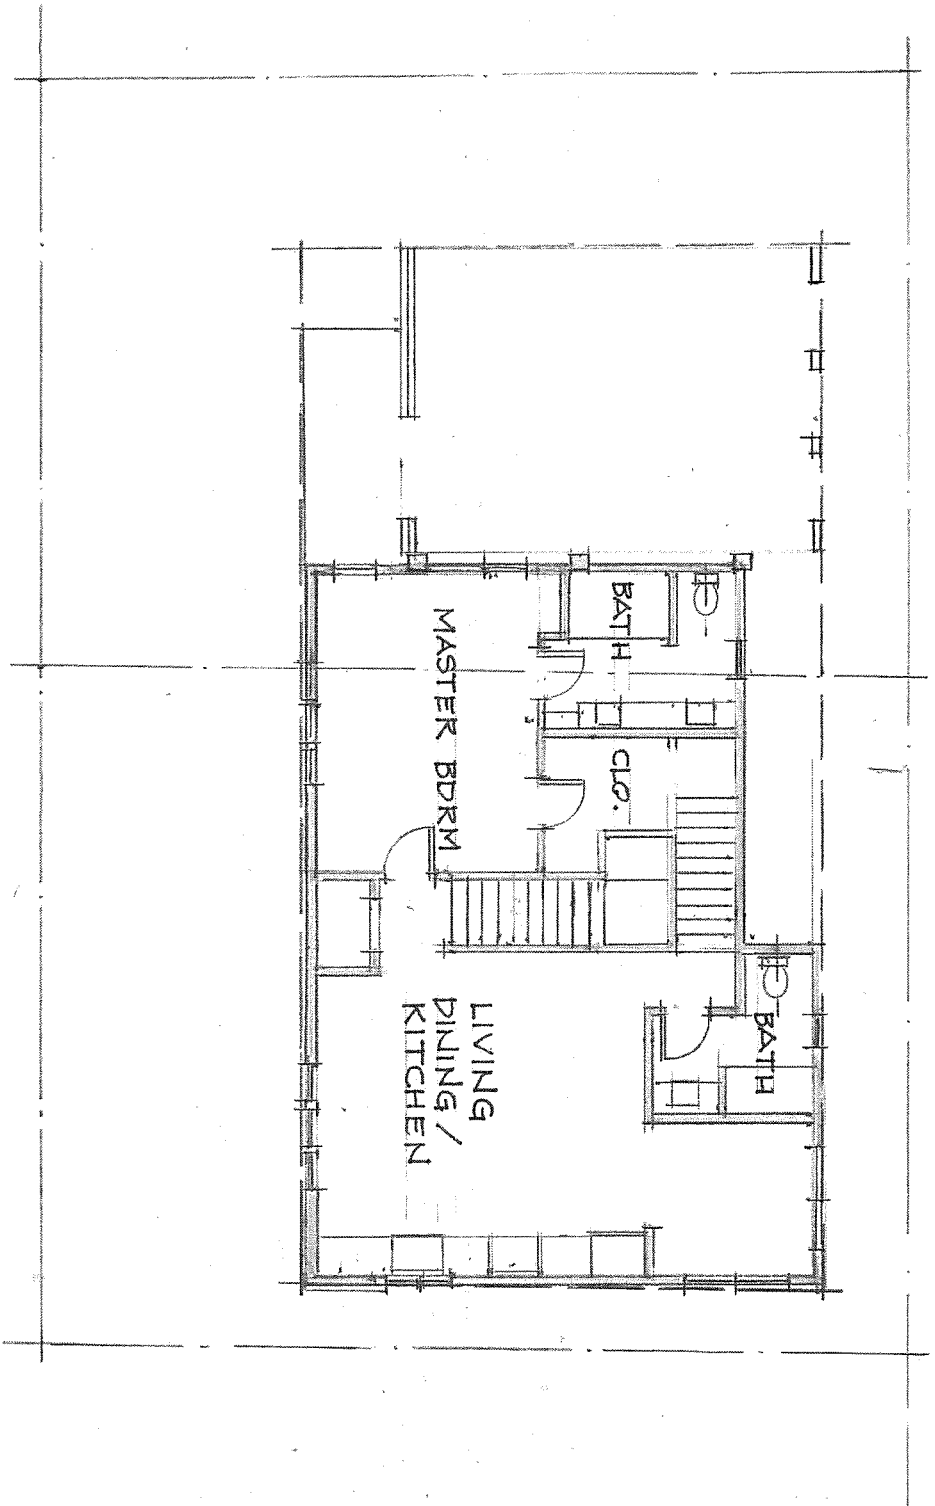 BATH
MASTER BDRM
CLO.
BATH
LIVING
DINING /
KITCHEN